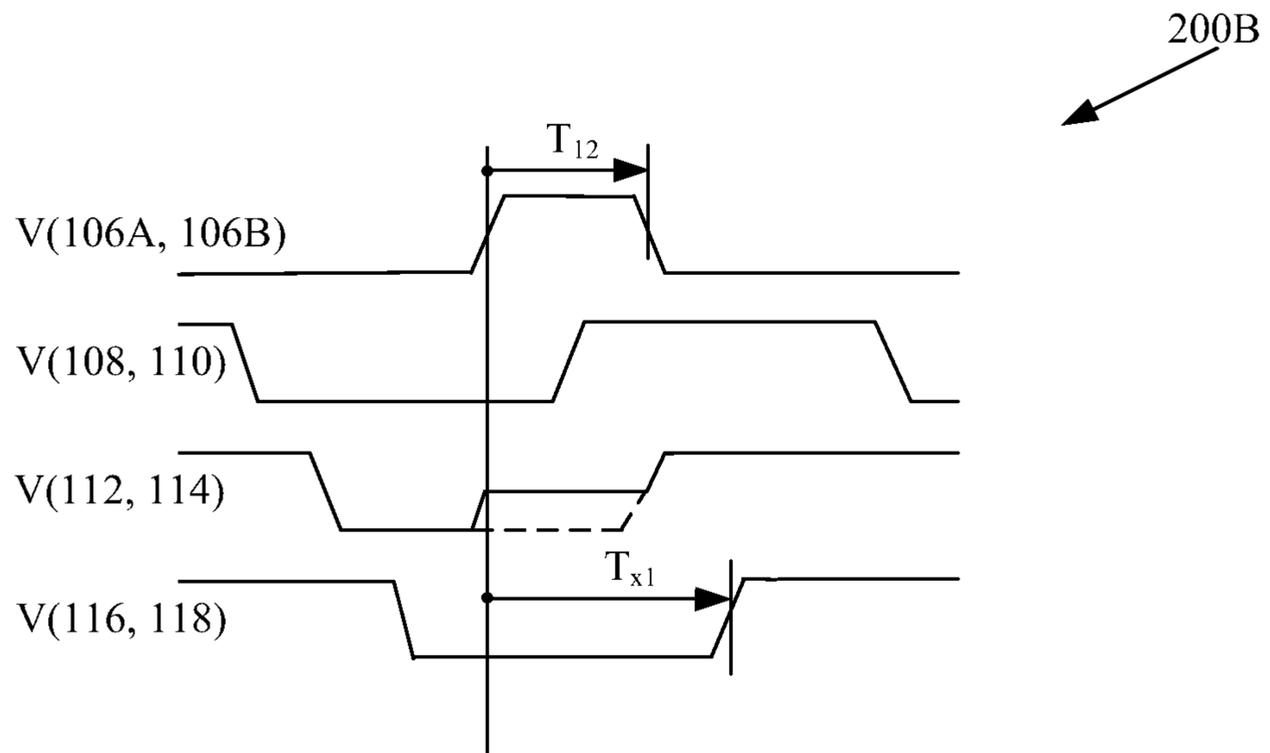 200B
T12
V(106A, 106B)
V(108, 110)
V(112, 114)
Tx1
V(116, 118)